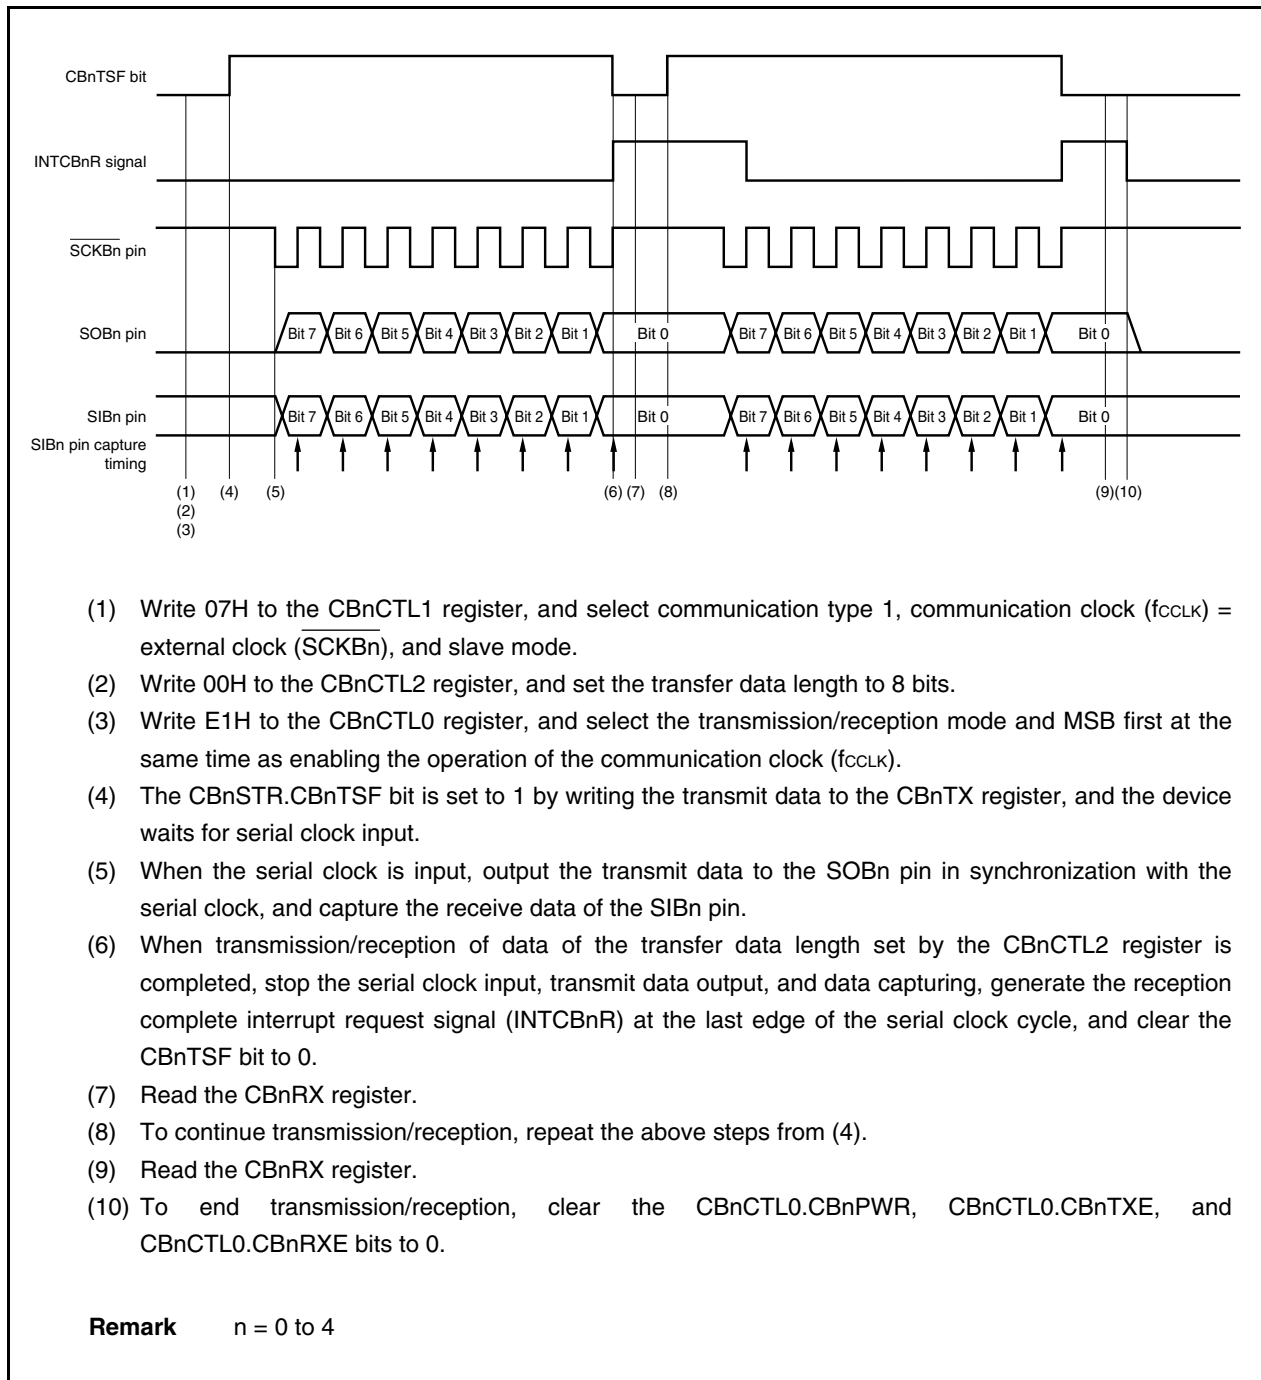 CBnTSF bit
INTCBnR signal
SCKBn pin
SOBn pin
Bit 7 Bit 6 Bit 5 Bit 4 Bit 3 Bit 2 Bit 1 Bit 0 Bit 7 Bit 6 Bit 5 Bit 4 Bit 3 Bit 2 Bit 1 Bit 0
SIBn pin
Bit 7 Bit 6 Bit 5 Bit 4 Bit 3 Bit 2 Bit 1 Bit 0 Bit 7 Bit 6 Bit 5 Bit 4 Bit 3 Bit 2 Bit 1 Bit 0
SIBn pin capture
timing
(1) (4) (5) (6) (7) (8) (9) (10)
(2)
(3)
(1) Write 07H to the CBnCTL1 register, and select communication type 1, communication clock (fCCLK) =
external clock (SCKBn), and slave mode.
(2) Write 00H to the CBnCTL2 register, and set the transfer data length to 8 bits.
(3) Write E1H to the CBnCTL0 register, and select the transmission/reception mode and MSB first at the
same time as enabling the operation of the communication clock (fCCLK).
(4) The CBnSTR.CBnTSF bit is set to 1 by writing the transmit data to the CBnTX register, and the device
waits for serial clock input.
(5) When the serial clock is input, output the transmit data to the SOBn pin in synchronization with the
serial clock, and capture the receive data of the SIBn pin.
(6) When transmission/reception of data of the transfer data length set by the CBnCTL2 register is
completed, stop the serial clock input, transmit data output, and data capturing, generate the reception
complete interrupt request signal (INTCBnR) at the last edge of the serial clock cycle, and clear the
CBnTSF bit to 0.
(7) Read the CBnRX register.
(8) To continue transmission/reception, repeat the above steps from (4).
(9) Read the CBnRX register.
(10) To end transmission/reception, clear the CBnCTL0.CBnPWR, CBnCTL0.CBnTXE, and
CBnCTL0.CBnRXE bits to 0.
Remark n = 0 to 4